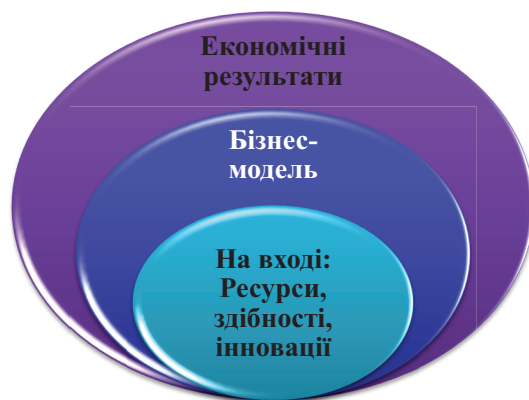 Економічні
результати
Бізнес-
модель
На вході:
Ресурси,
здібності,
інновації